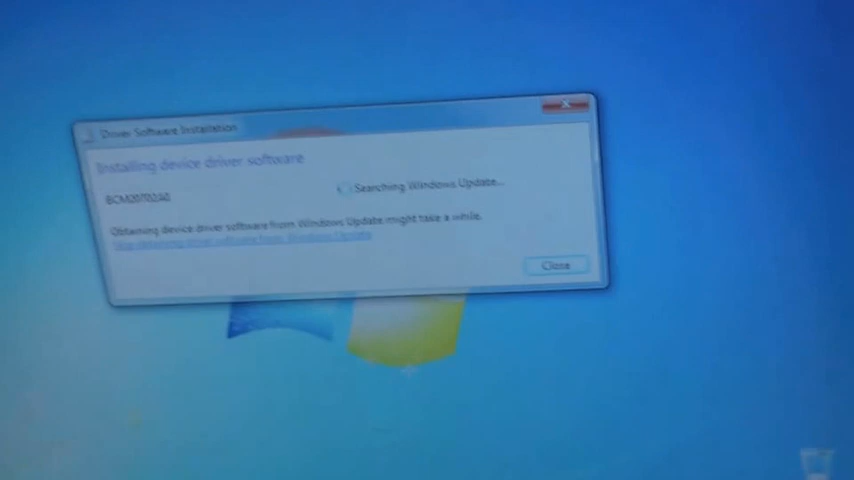 Driver Software Installation
Installing device driver software
BCM20702A0
Searching Windows Update...
Obtaining device driver software from Windows Update might take a while.
Skip obtaining driver software from Windows Update
Close